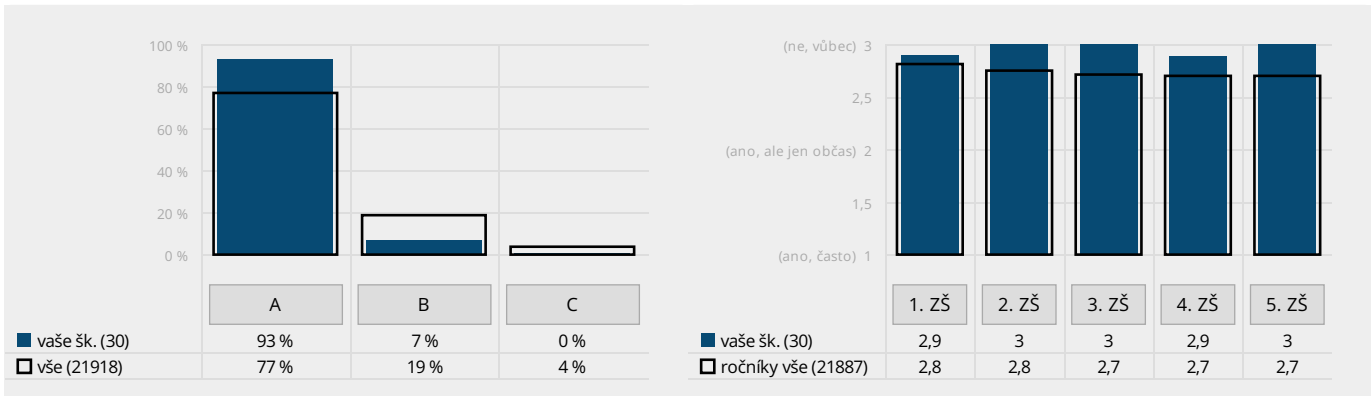 100 %
80 %
60 %
40 %
20 %
0 %
A B C
vaše šk. (30) 93 % 7 % 0 %
vše (21918) 77 % 19 % 4 %
(ne, vůbec) 3
2,5
(ano, ale jen občas) 2
1,5
(ano, často) 1
1. ZŠ 2. ZŠ 3. ZŠ 4. ZŠ 5. ZŠ
vaše šk. (30) 2,9 3 3 2,9 3
ročníky vše (21887) 2,8 2,8 2,7 2,7 2,7